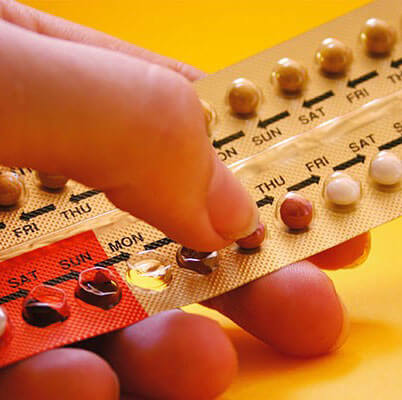 FRI THU SUN SAT FRI
SAT SUN MON THU FRI SAT